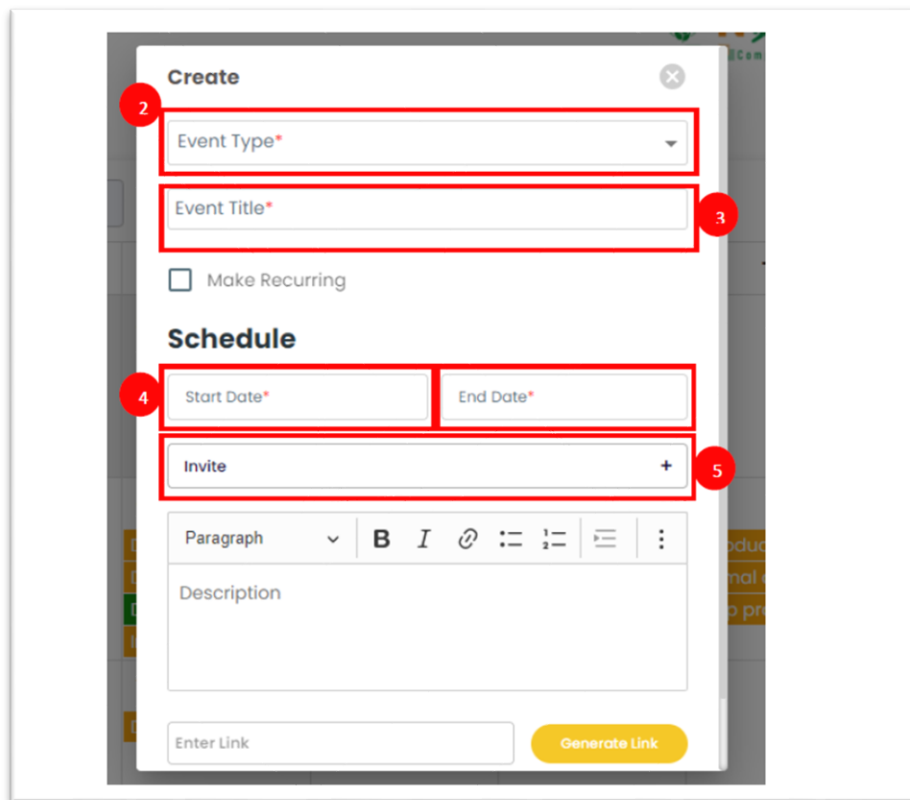 Create
2
Event Type*
Event Title*
3
Make Recurring
Schedule
4
Start Date* End Date*
Invite +
5
Paragraph B I
Description
Enter Link Generate Link